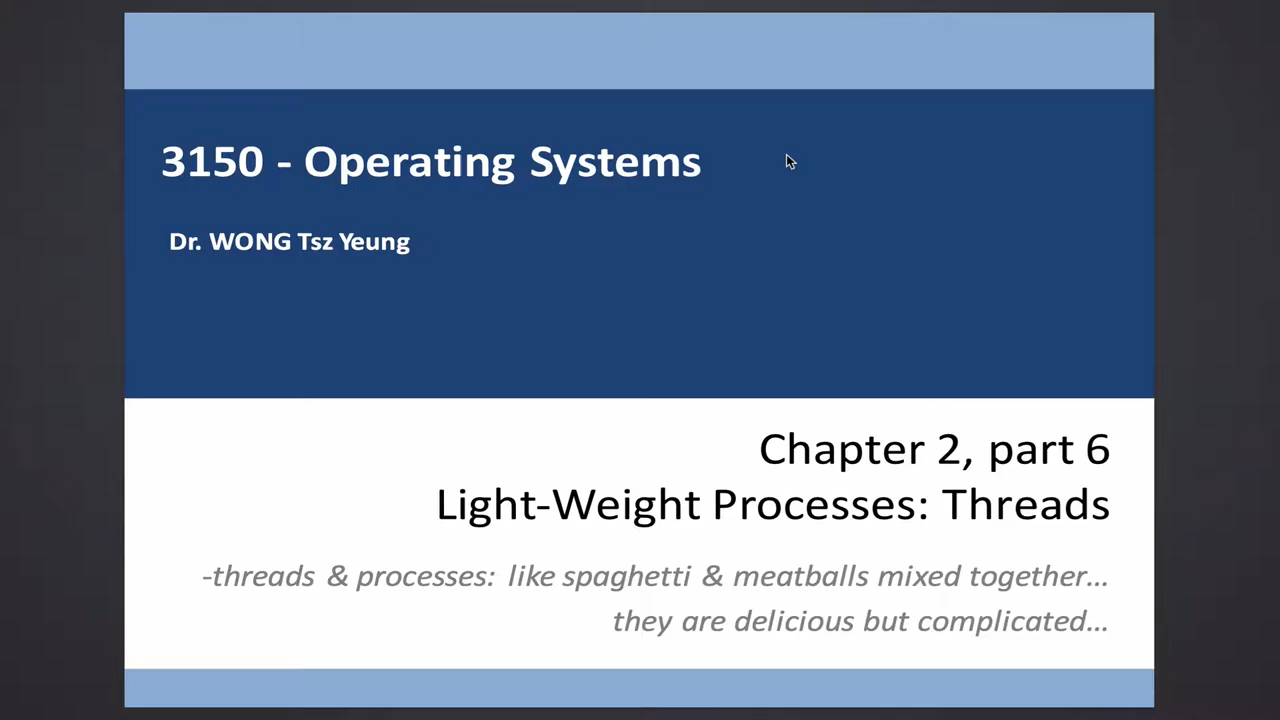 3150 - Operating Systems
Dr. WONG Tsz Yeung
Chapter 2, part 6
Light-Weight Processes: Threads
-threads & processes: like spaghetti & meatballs mixed together…
they are delicious but complicated…